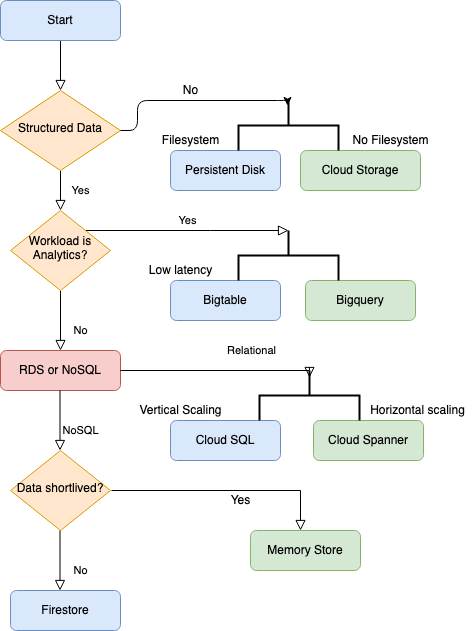 Start
No
Structured Data
Filesystem
No Filesystem
Persistent Disk
Cloud Storage
Yes
Yes
Workload is
Analytics?
Low latency
Bigtable
Bigquery
No
Relational
RDS or NoSQL
Vertical Scaling
Horizontal scaling
NoSQL
Cloud SQL
Cloud Spanner
Data shortlived?
Yes
Memory Store
No
Firestore